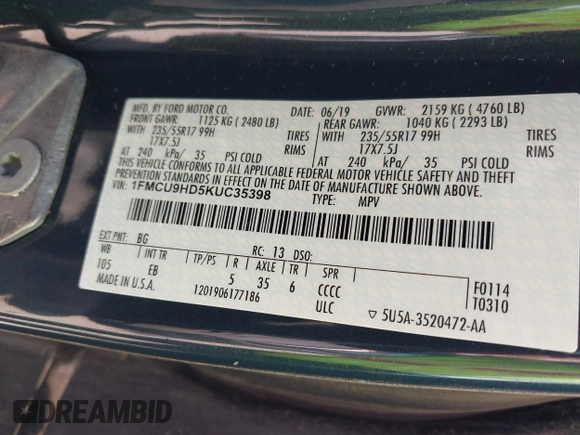 MFD. BY FORD MOTOR CO.
DATE: 06/19 GVWR: 2159 KG ( 4760 LB)
FRONT GAWR: 1125 KG ( 2480 LB) REAR GAWR: 1040 KG ( 2293 LB)
WITH 235/55R17 99H TIRES WITH 235/55R17 99H TIRES
17X7.5J RIMS 17X7.5J RIMS
AT 240 kPa/ 35 PSI COLD AT 240 kPa/ 35 PSI COLD
THIS VEHICLE CONFORMS TO ALL APPLICABLE FEDERAL MOTOR VEHICLE SAFETY AND THEFT
PREVENTION STANDARDS IN EFFECT ON THE DATE OF MANUFACTURE SHOWN ABOVE.
VIN: 1FMCU9HD5KUC35398 TYPE: MPV
EXT PNT: BG RC: 13 DSO:
WB INT TR TP/PS R AXLE TR SPR
105 EB 5 35 6 CCCC F0114
MADE IN U.S.A. 1201906177186 ULC T0310
▽ 5U5A-3520472-AA
DREAMBID